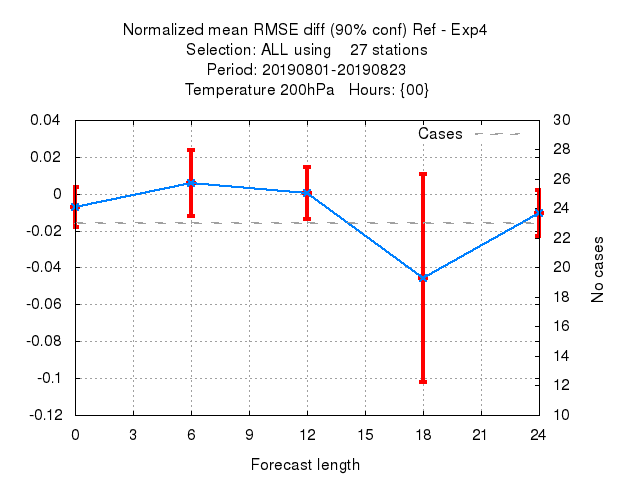 Normalized mean RMSE diff (90% conf) Ref - Exp4
Selection: ALL using    27 stations
Period: 20190801-20190823
Temperature 200hPa   Hours: {00}
Cases
0.04
0.02
0
-0.02
-0.04
-0.06
-0.08
-0.1
-0.12
30
28
26
24
22
20
18
16
14
12
10
No cases
0 3 6 9 12 15 18 21 24
Forecast length